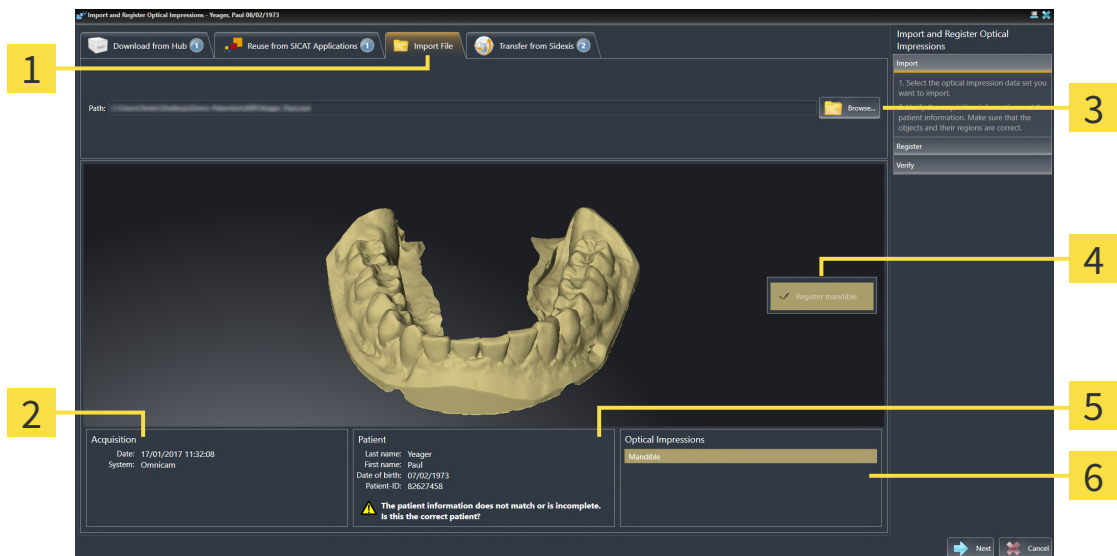 Import and Register Optical Impressions - Yeager, Paul 08/02/1973
Download from Hub 1
Reuse from SICAT Applications 1
Import File
Transfer from Sidexis 2
Path:
Browse...
Import and Register Optical
Impressions
Import
1. Select the optical impression data set you
want to import.
patient information. Make sure that the
objects and their regions are correct.
Register
Verify
1
3
4
Register mandible
2
5
6
Acquisition
Date: 17/01/2017 11:32:08
System: Omnicam
Patient
Last name: Yeager
First name: Paul
Date of birth: 07/02/1973
Patient-ID: 82627458
The patient information does not match or is incomplete.
Is this the correct patient?
Optical Impressions
Mandible
Next
Cancel